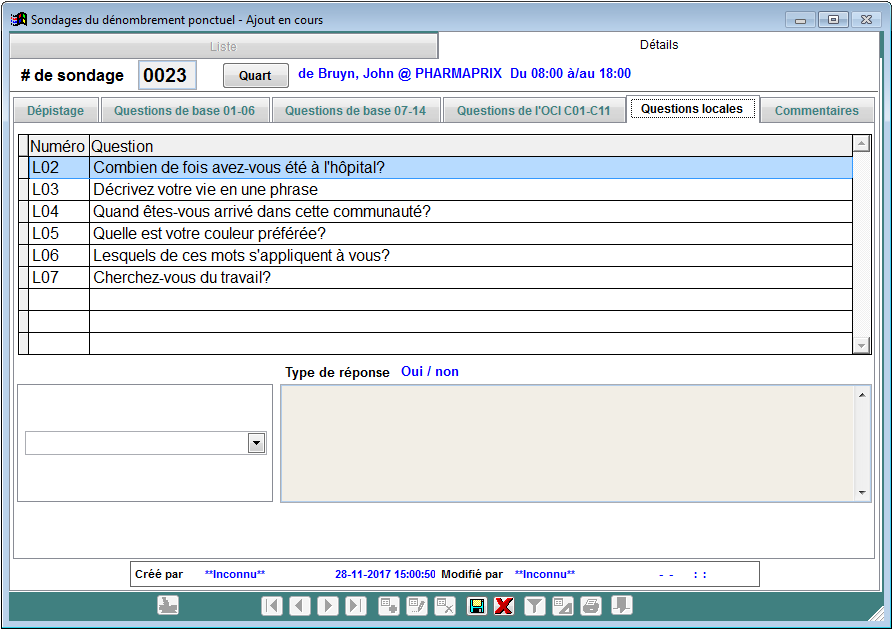 Sondages du dénombrement ponctuel - Ajout en cours
Liste Détails
# de sondage 0023 Quart de Bruyn, John @ PHARMAPRIX Du 08:00 à/au 18:00
Dépistage Questions de base 01-06 Questions de base 07-14 Questions de l'OCI C01-C11 Questions locales Commentaires
Numéro Question
L02 Combien de fois avez-vous été à l'hôpital?
L03 Décrivez votre vie en une phrase
L04 Quand êtes-vous arrivé dans cette communauté?
L05 Quelle est votre couleur préférée?
L06 Lesquels de ces mots s'appliquent à vous?
L07 Cherchez-vous du travail?
Type de réponse Oui / non
Créé par **Inconnu** 28-11-2017 15:00:50 Modifié par **Inconnu** - - : :